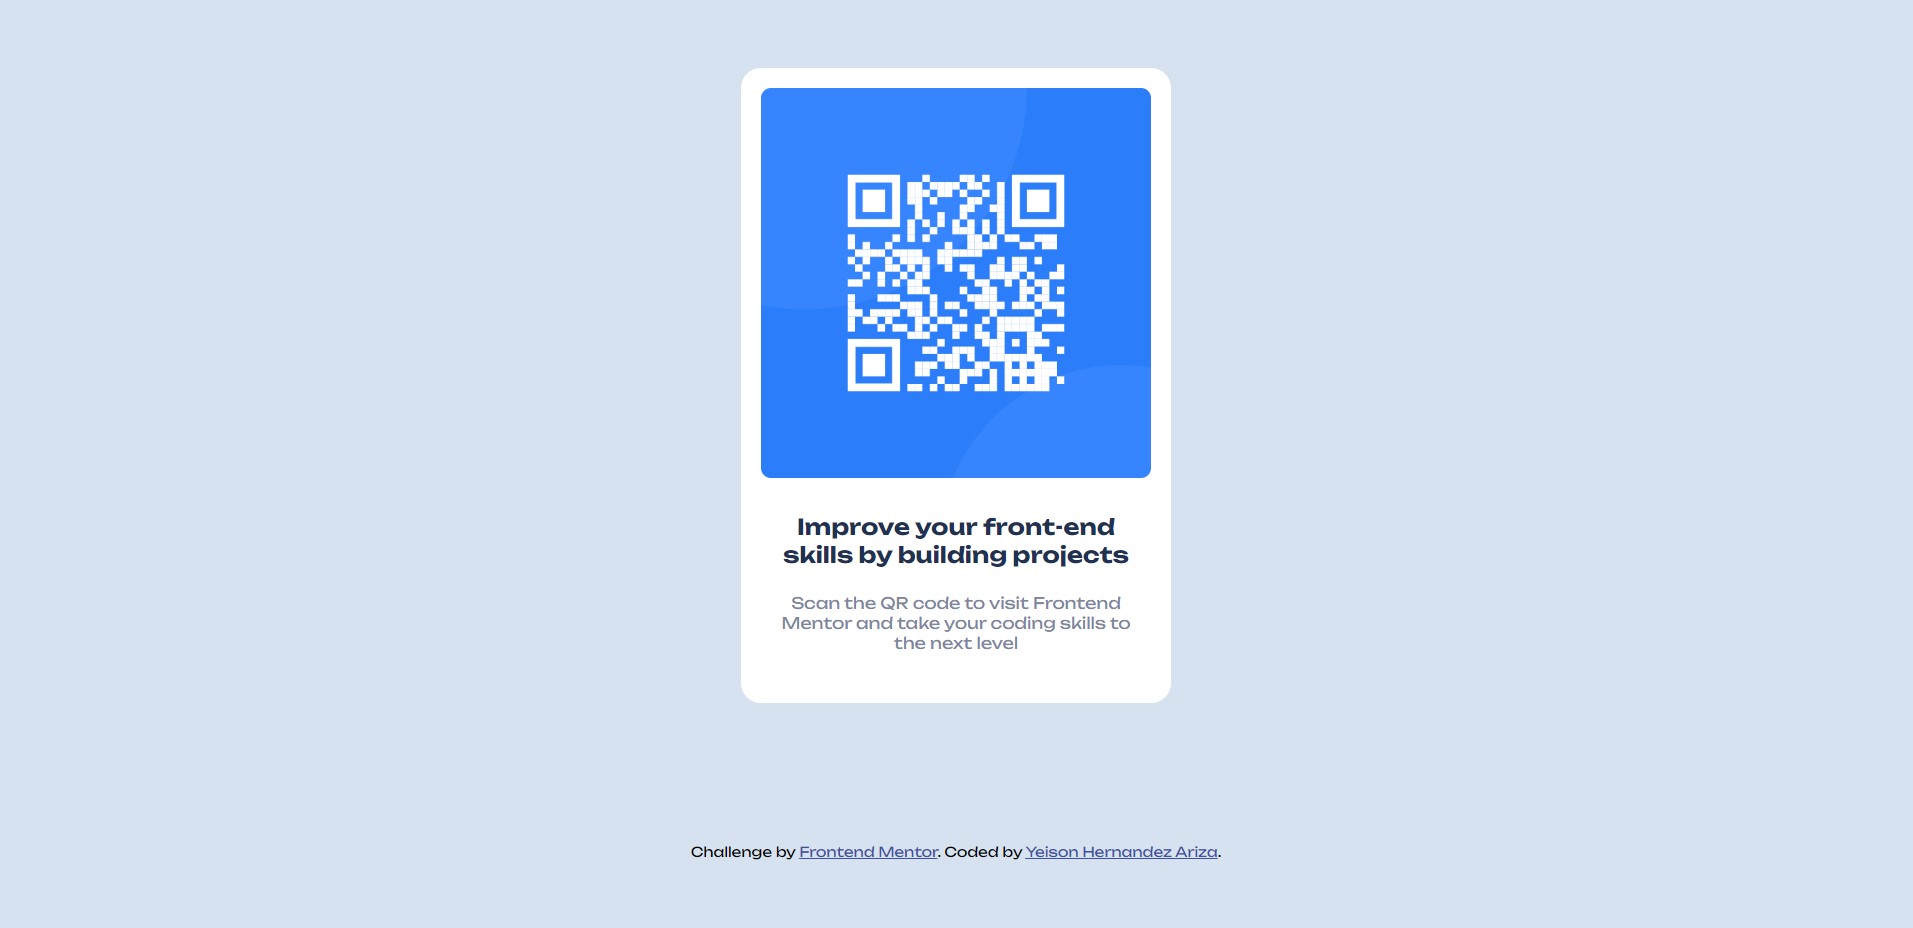 Improve your front-end
skills by building projects
Scan the QR code to visit Frontend
Mentor and take your coding skills to
the next level
Challenge by Frontend Mentor. Coded by Yeison Hernandez Ariza.